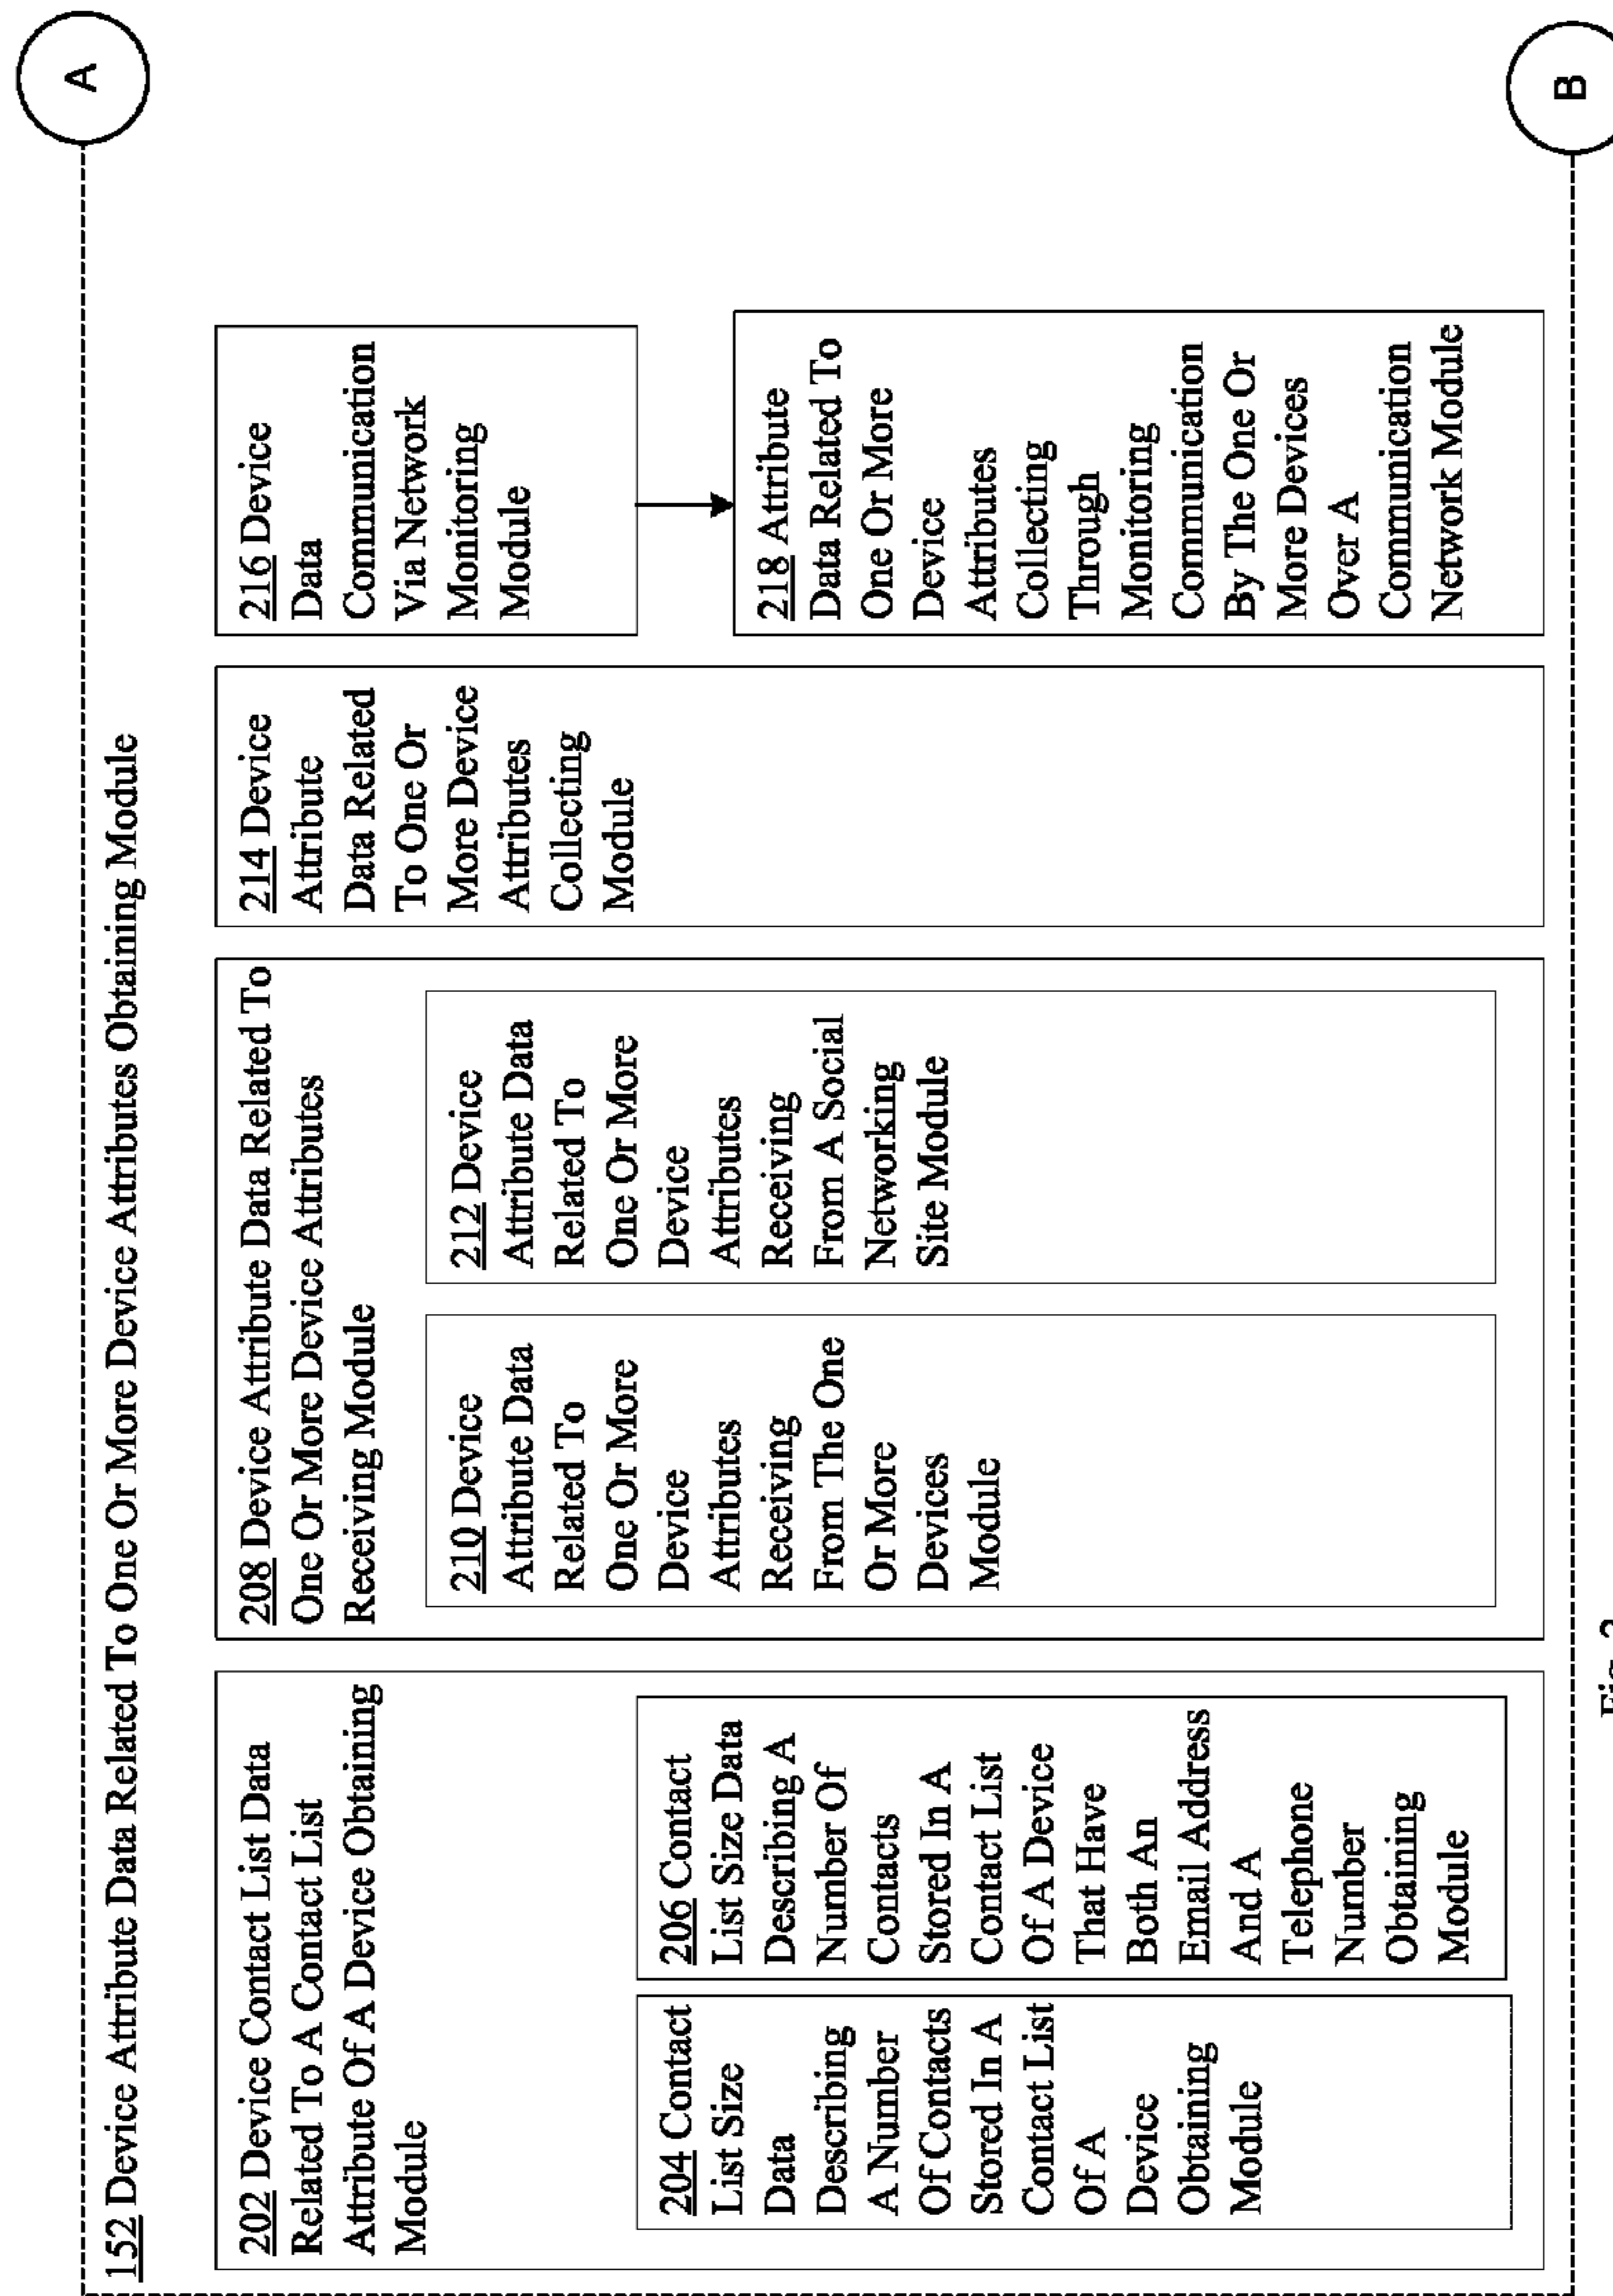 152 Device Attribute Data Related To One Or More Device Attributes Obtaining Module
202 Device Contact List Data
Related To A Contact List
Attribute Of A Device Obtaining
Module
204 Contact
List Size
Data
Describing
A Number
Of Contacts
Stored In A
Contact List
Of A
Device
Obtaining
Module
206 Contact
List Size Data
Describing A
Number Of
Contacts
Stored In A
Contact List
Of A Device
That Have
Both An
Email Address
And A
Telephone
Number
Obtaining
Module
208 Device Attribute Data Related To
One Or More Device Attributes
Receiving Module
210 Device
Attribute Data
Related To
One Or More
Device
Attributes
Receiving
From The One
Or More
Devices
Module
212 Device
Attribute Data
Related To
One Or More
Device
Attributes
Receiving
From A Social
Networking
Site Module
214 Device
Attribute
Data Related
To One Or
More Device
Attributes
Collecting
Module
216 Device
Data
Communication
Via Network
Monitoring
Module
218 Attribute
Data Related To
One Or More
Device
Attributes
Collecting
Through
Monitoring
Communication
By The One Or
More Devices
Over A
Communication
Network Module
A
B